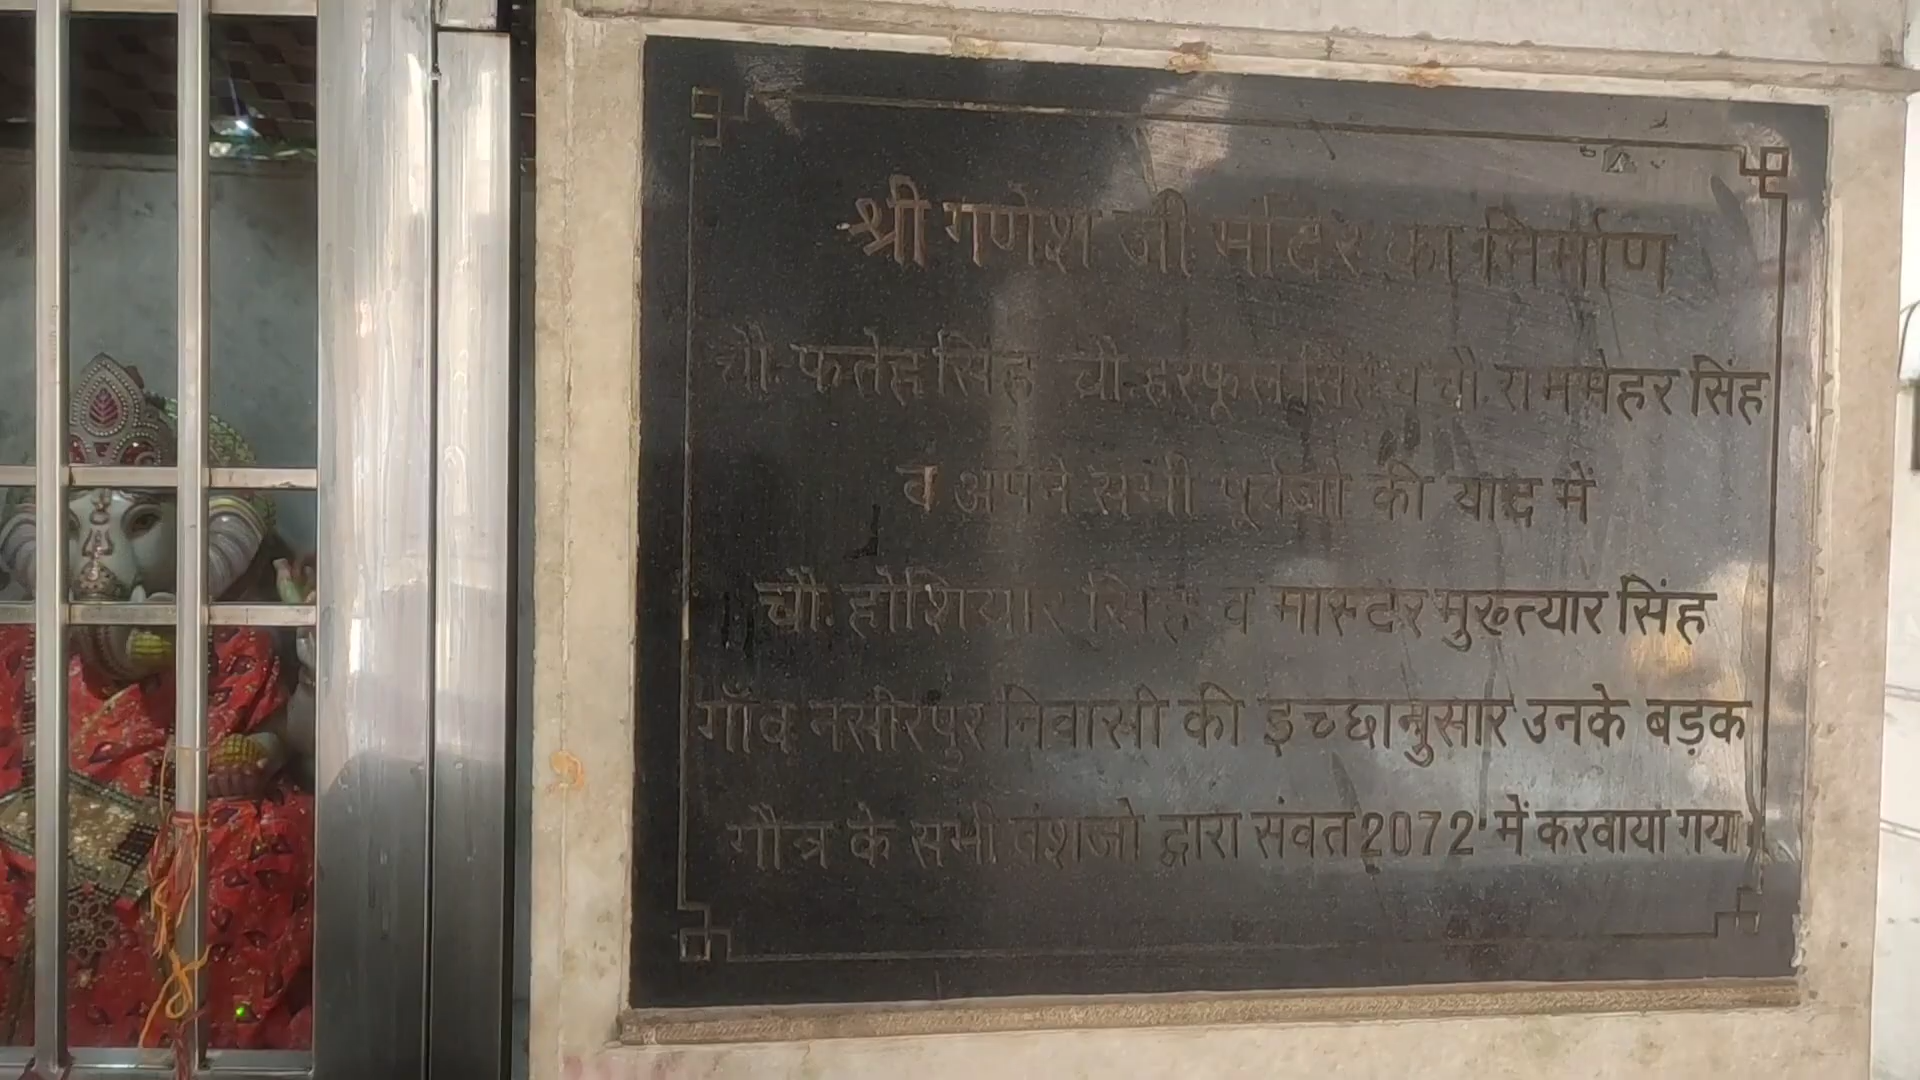 श्री गणेश जी मंदिर का निर्माण
चौ. फतेह सिंह चौ. हरफूल सिंह व चौ. राममेहर सिंह
व अपने सभी पूर्वजो की याद में
चौ. होशियार सिंह व मास्टर मुख्त्यार सिंह
गाँव नसीरपुर निवासी की इच्छानुसार उनके बड़क
गौत्र के सभी वंशजो द्वारा संवत 2072 में करवाया गया।